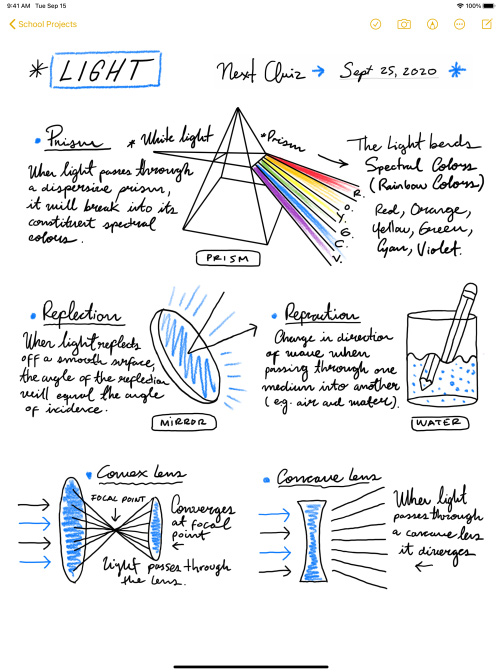 9:41 AM Tue Sep 15
100%
School Projects
* LIGHT
Next Quiz → Sept 25, 2020 *
• Prism
* White light
* Prism
When light passes through
a dispersive prism,
it will break into its
constituent spectral
colors.
PRISM
R.
O.
Y.
G.
C.
V.
The Light bends
Spectral Colors
(Rainbow Colors)
Red, Orange,
Yellow, Green,
Cyan, Violet.
• Reflection
When light reflects
off a smooth surface,
the angle of the reflection
will equal the angle
of incidence.
MIRROR
• Refraction
Change in direction
of wave when
passing through one
medium into another
(eg. air and water).
WATER
• Convex Lens
FOCAL POINT
Converges
at focal
point
←
Light passes through
the lens.
• Concave lens
When light
passes through
a concave lens
it diverges
←